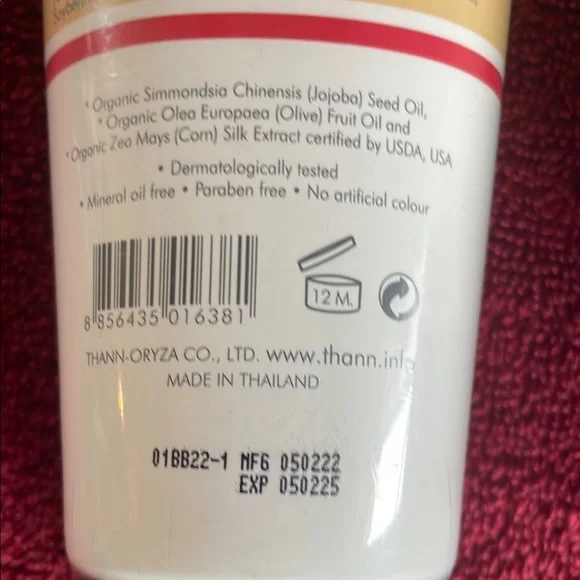 * Organic Simmondsia Chinensis (Jojoba) Seed Oil,
* Organic Olea Europaea (Olive) Fruit Oil and
*Organic Zea Mays (Corn) Silk Extract certified by USDA, USA
• Dermatologically tested
• Mineral oil free • Paraben free • No artificial colour
12 M.
8 856435 016381
THANN-ORYZA CO., LTD. www.thann.info
MADE IN THAILAND
01BB22-1 MFG 050222
EXP 050225